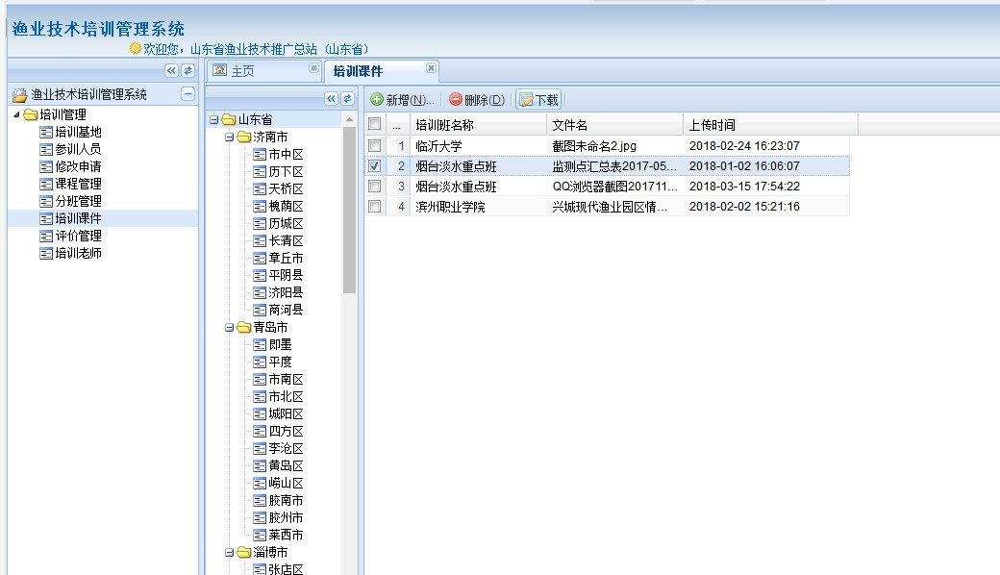 渔业技术培训管理系统
欢迎您，山东省渔业技术推广总站（山东省）
主页
培训课件
渔业技术培训管理系统
培训管理
培训基地
参训人员
修改申请
课程管理
分班管理
培训课件
评价管理
培训老师
山东省
济南市
市中区
历下区
天桥区
槐荫区
历城区
长清区
章丘市
平阴县
济阳县
商河县
青岛市
即墨
平度
市南区
市北区
城阳区
四方区
李沧区
黄岛区
崂山区
胶南市
胶州市
莱西市
淄博市
张店区
新增(N)... 删除(D) 下载
... 培训班名称 文件名 上传时间
1 临沂大学 截图未命名2.jpg 2018-02-24 16:23:07
2 烟台淡水重点班 监测点汇总表2017-05... 2018-01-02 16:06:07
3 烟台淡水重点班 QQ浏览器截图201711... 2018-03-15 17:54:22
4 滨州职业学院 兴城现代渔业园区情... 2018-02-02 15:21:16